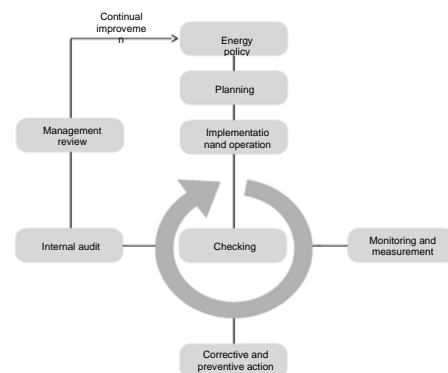 Continual
improvemen
n
Energy
policy
Planning
Implementatio
nand operation
Management
review
Internal audit
Checking
Monitoring and
measurement
Corrective and
preventive action